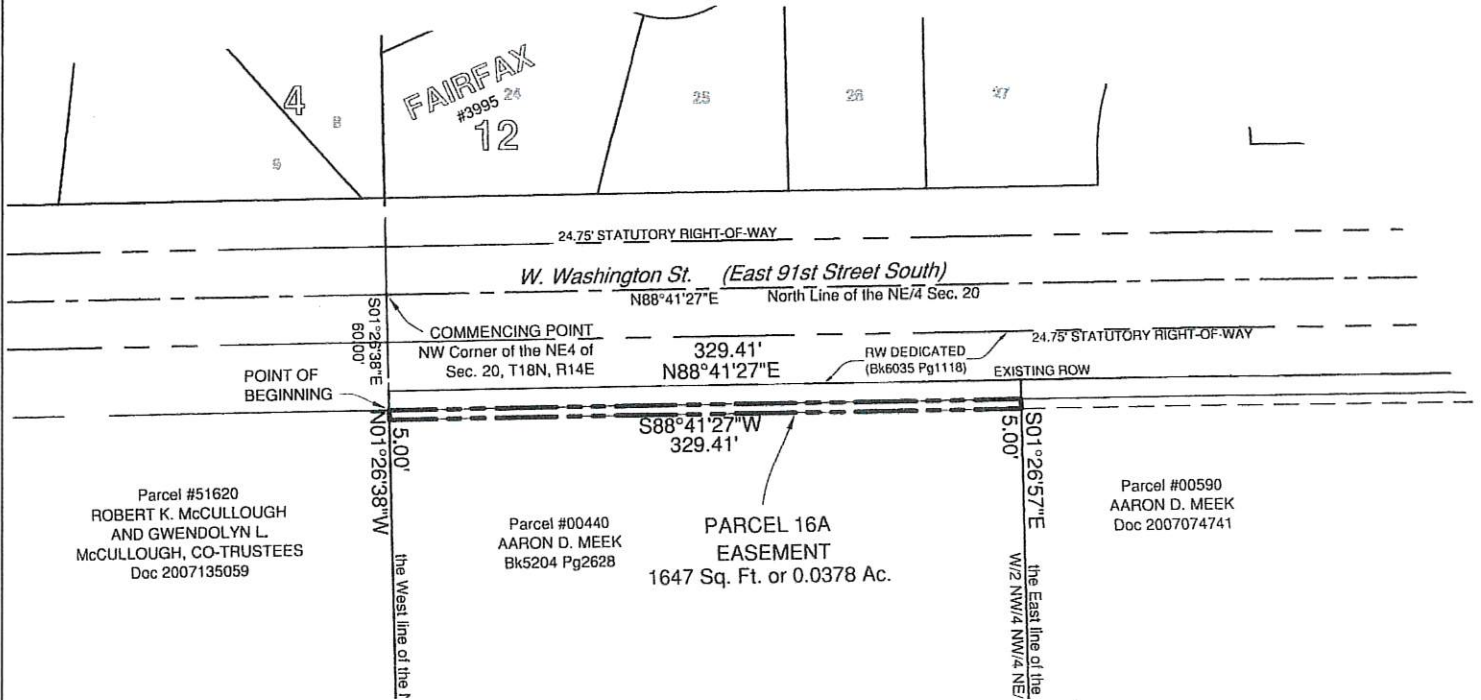 4
B
9
FAIRFAX
#3995
24
12
25
26
27
24.75' STATUTORY RIGHT-OF-WAY
W. Washington St. (East 91st Street South)
N88°41'27"E North Line of the NE/4 Sec. 20
S01°26'38"E
60.00'
COMMENCING POINT
NW Corner of the NE4 of
Sec. 20, T18N, R14E
329.41'
N88°41'27"E
RW DEDICATED
(Bk6035 Pg1118)
24.75' STATUTORY RIGHT-OF-WAY
EXISTING ROW
POINT OF
BEGINNING
N01°26'38"W
5.00'
S88°41'27"W
329.41'
5.00'
S01°26'57"E
Parcel #51620
ROBERT K. McCULLOUGH
AND GWENDOLYN L.
McCULLOUGH, CO-TRUSTEES
Doc 2007135059
the West line of the
Parcel #00440
AARON D. MEEK
Bk5204 Pg2628
PARCEL 16A
EASEMENT
1647 Sq. Ft. or 0.0378 Ac.
the East line of the
W/2 NW/4 NW/4 NE/
Parcel #00590
AARON D. MEEK
Doc 2007074741